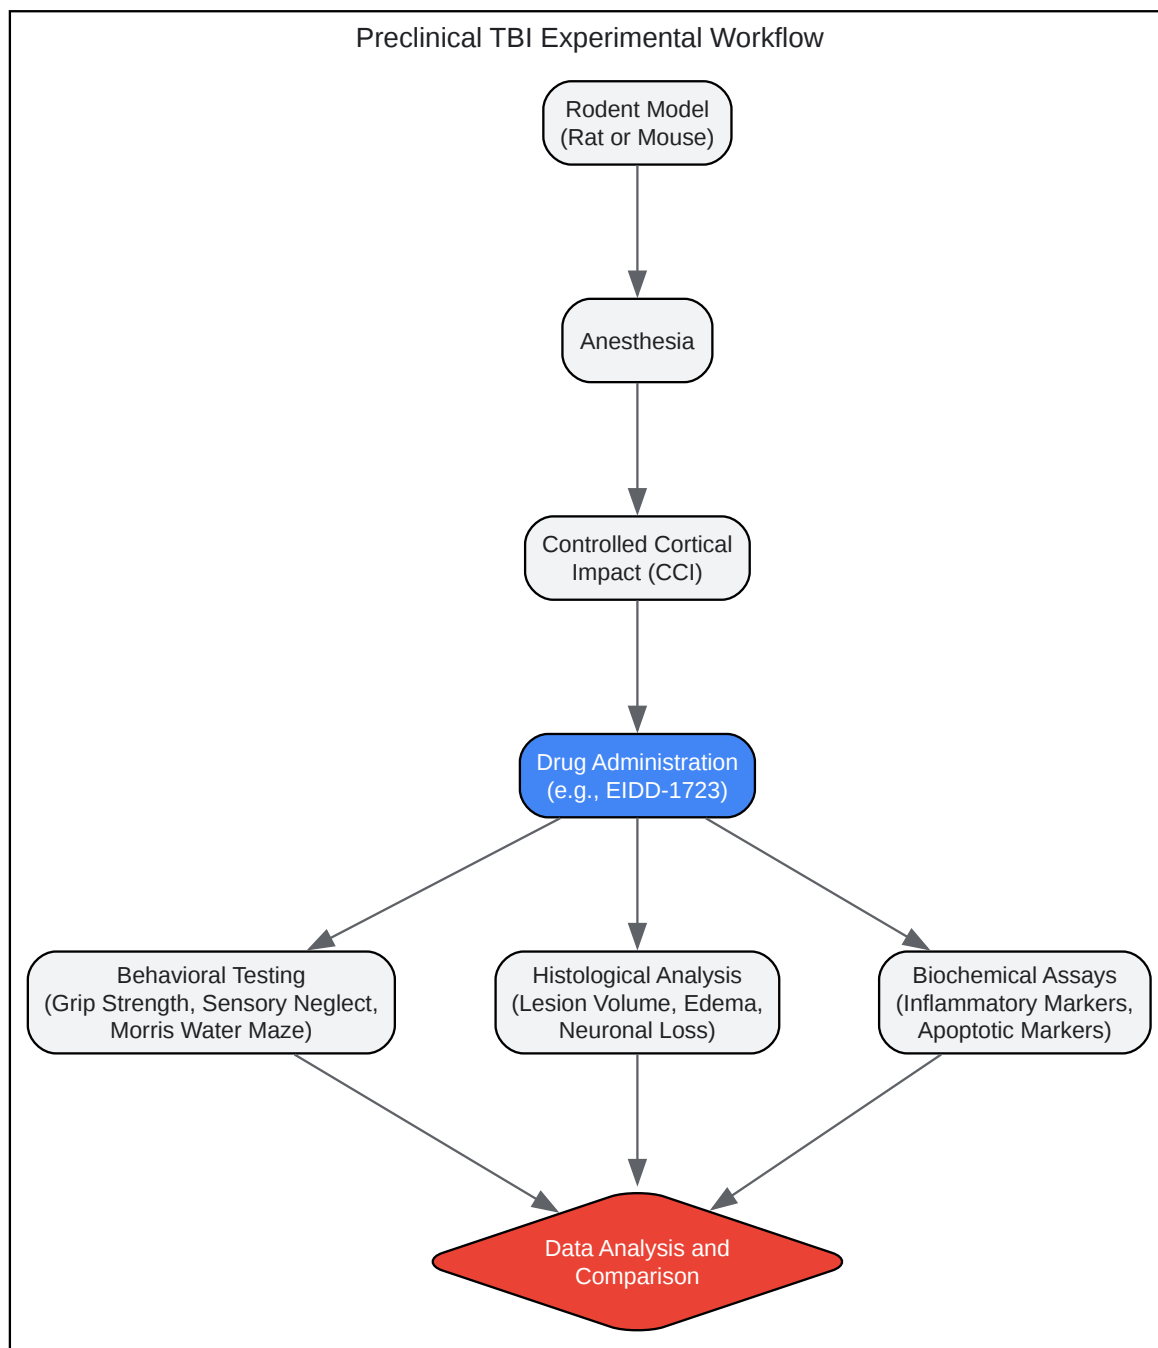 Preclinical TBI Experimental Workflow
Rodent Model
(Rat or Mouse)
Anesthesia
Controlled Cortical
Impact (CCI)
Drug Administration
(e.g., EIDD-1723)
Behavioral Testing
(Grip Strength, Sensory Neglect,
Morris Water Maze)
Histological Analysis
(Lesion Volume, Edema,
Neuronal Loss)
Biochemical Assays
(Inflammatory Markers,
Apoptotic Markers)
Data Analysis and
Comparison